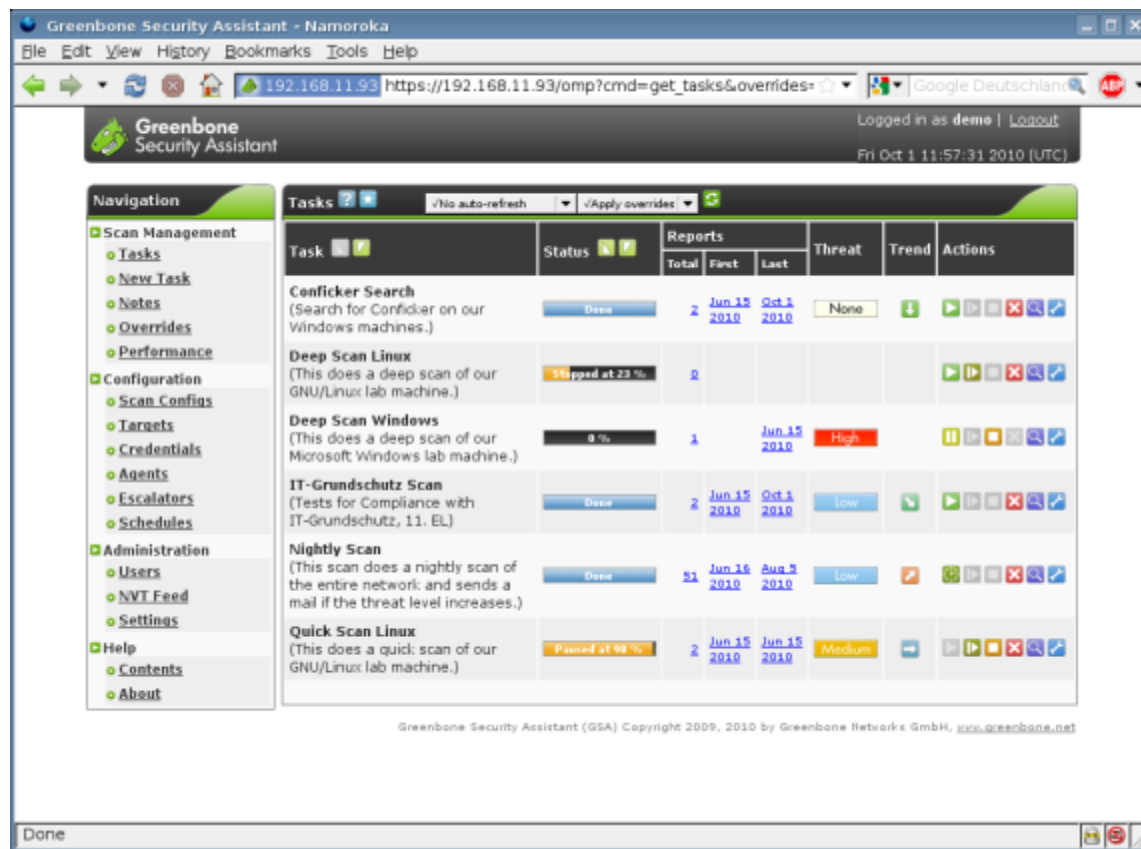 Greenbone Security Assistant - Namoroka
File Edit View History Bookmarks Tools Help
192.168.11.93 https://192.168.11.93/omp?cmd=get_tasks&overrides= Google Deutschland ABP
Greenbone
Security Assistant
Logged in as demo | Logout
Fri Oct 1 11:57:31 2010 (UTC)
Navigation
Scan Management
Tasks
New Task
Notes
Overrides
Performance
Configuration
Scan Configs
Targets
Credentials
Agents
Escalators
Schedules
Administration
Users
NVT Feed
Settings
Help
Contents
About
Tasks ? √No auto-refresh √Apply overrides
Task Status Reports Threat Trend Actions
Total First Last
Conficker Search
(Search for Conficker on our
Windows machines.)
Done 2 Jun 15 2010 Oct 1 2010 None
Deep Scan Linux
(This does a deep scan of our
GNU/Linux lab machine.)
Stopped at 23 % 0
Deep Scan Windows
(This does a deep scan of our
Microsoft Windows lab machine.)
0 % 1 Jun 15 2010 High
IT-Grundschutz Scan
(Tests for Compliance with
IT-Grundschutz, 11. EL)
Done 2 Jun 15 2010 Oct 1 2010 Low
Nightly Scan
(This scan does a nightly scan of
the entire network and sends a
mail if the threat level increases.)
Done 51 Jun 16 2010 Aug 5 2010 Low
Quick Scan Linux
(This does a quick scan of our
GNU/Linux lab machine.)
Paused at 98 % 2 Jun 15 2010 Jun 15 2010 Medium
Greenbone Security Assistant (GSA) Copyright 2009, 2010 by Greenbone Networks GmbH, www.greenbone.net
Done